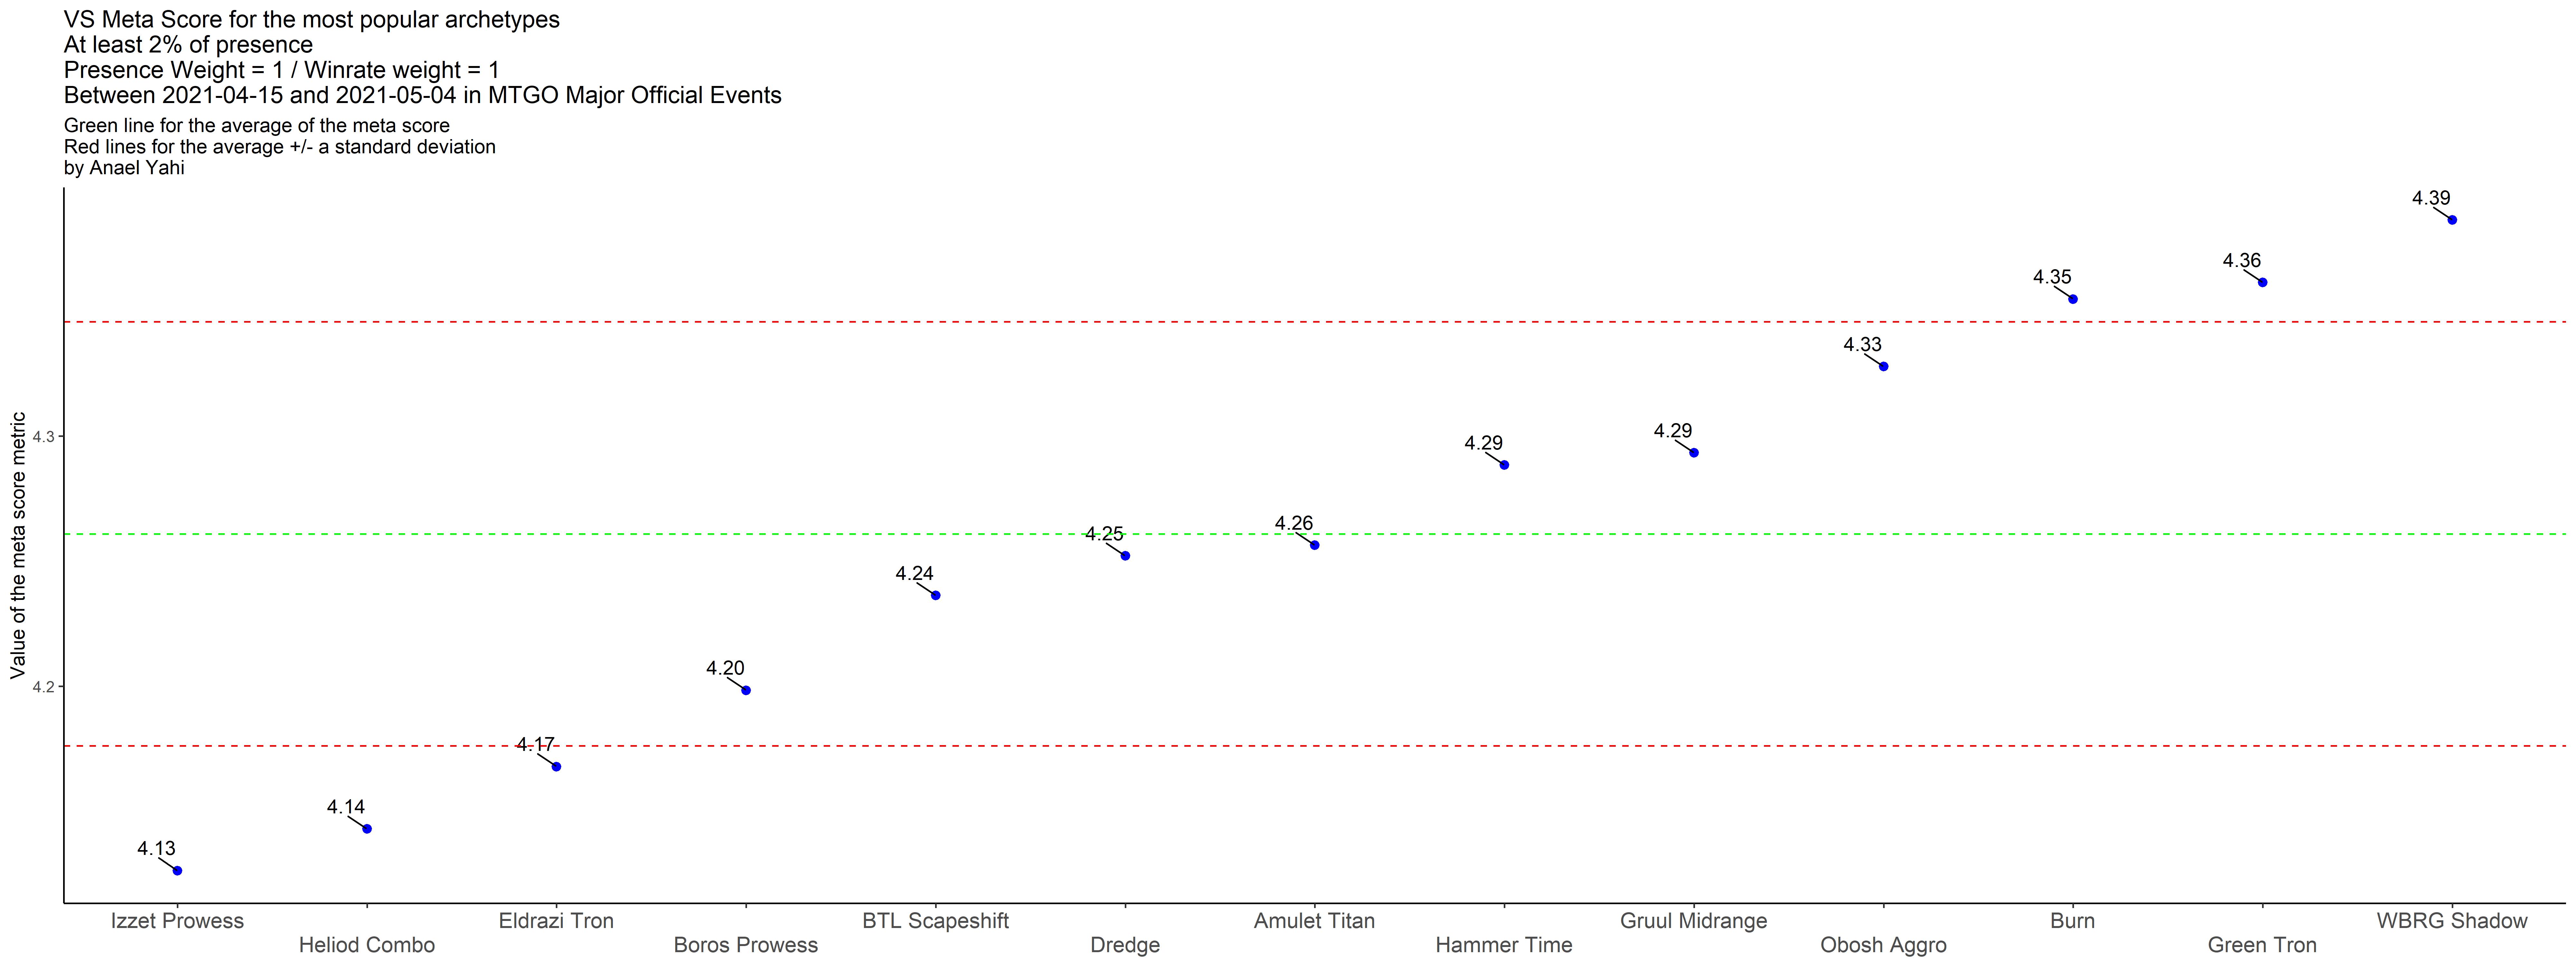 VS Meta Score for the most popular archetypes
At least 2% of presence
Presence Weight = 1 / Winrate weight = 1
Between 2021-04-15 and 2021-05-04 in MTGO Major Official Events
Green line for the average of the meta score
Red lines for the average +/- a standard deviation
by Anael Yahi
Value of the meta score metric
4.3
4.2
4.13
4.14
4.17
4.20
4.24
4.25
4.26
4.29
4.29
4.33
4.35
4.36
4.39
Izzet Prowess
Heliod Combo
Eldrazi Tron
Boros Prowess
BTL Scapeshift
Dredge
Amulet Titan
Hammer Time
Gruul Midrange
Obosh Aggro
Burn
Green Tron
WBRG Shadow